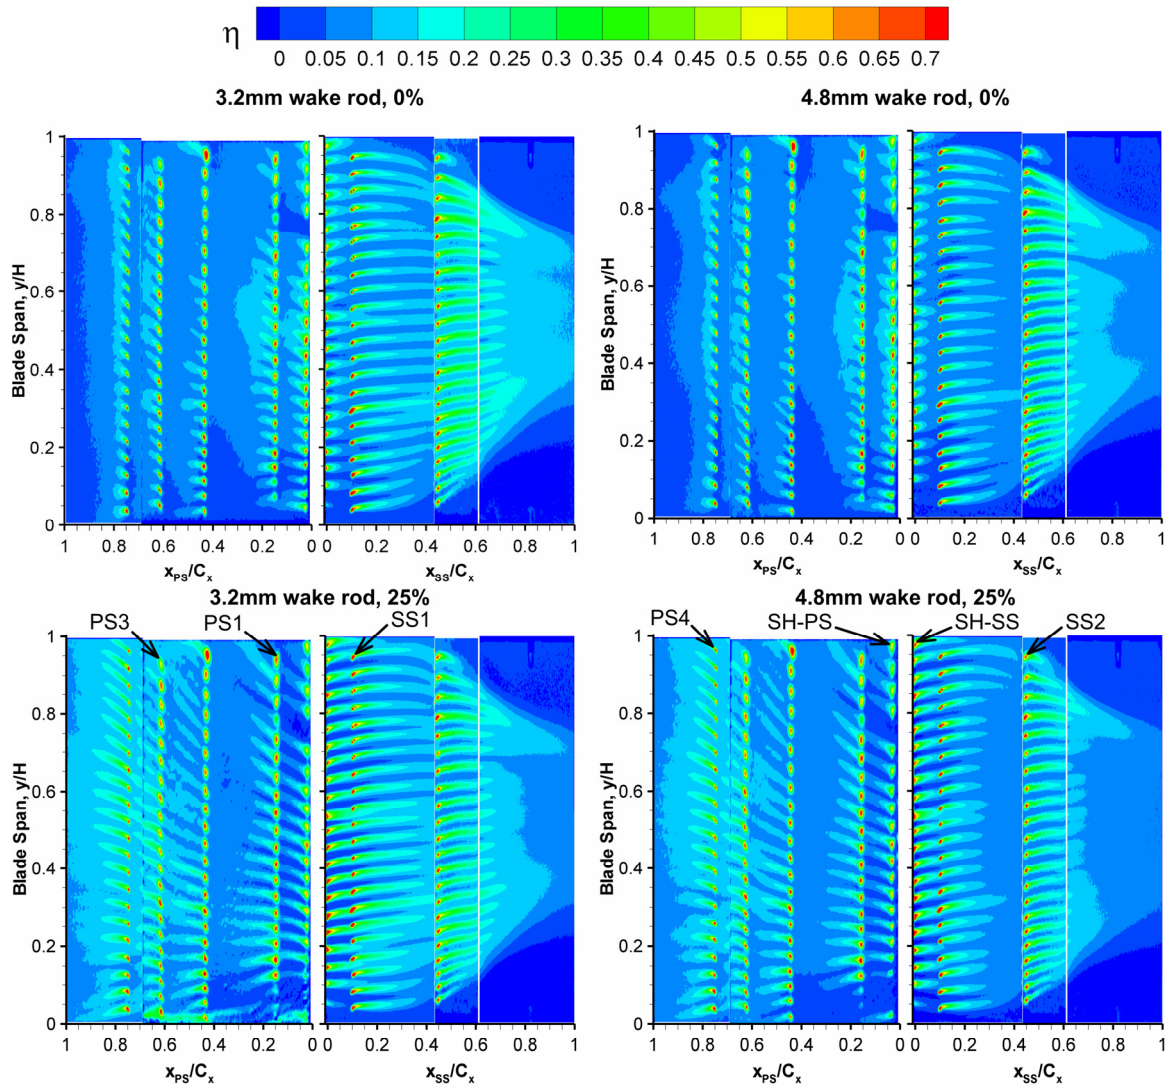 η
0 0.05 0.1 0.15 0.2 0.25 0.3 0.35 0.4 0.45 0.5 0.55 0.6 0.65 0.7
3.2mm wake rod, 0%
4.8mm wake rod, 0%
Blade Span, y/H
1
0.8
0.6
0.4
0.2
0
1 0.8 0.6 0.4 0.2 0
xPS/Cx
0 0.2 0.4 0.6 0.8 1
xSS/Cx
Blade Span, y/H
1
0.8
0.6
0.4
0.2
0
1 0.8 0.6 0.4 0.2 0
xPS/Cx
0 0.2 0.4 0.6 0.8 1
xSS/Cx
3.2mm wake rod, 25%
PS3
PS1
SS1
4.8mm wake rod, 25%
PS4
SH-PS
SH-SS
SS2
Blade Span, y/H
1
0.8
0.6
0.4
0.2
0
1 0.8 0.6 0.4 0.2 0
xPS/Cx
0 0.2 0.4 0.6 0.8 1
xSS/Cx
Blade Span, y/H
1
0.8
0.6
0.4
0.2
0
1 0.8 0.6 0.4 0.2 0
xPS/Cx
0 0.2 0.4 0.6 0.8 1
xSS/Cx